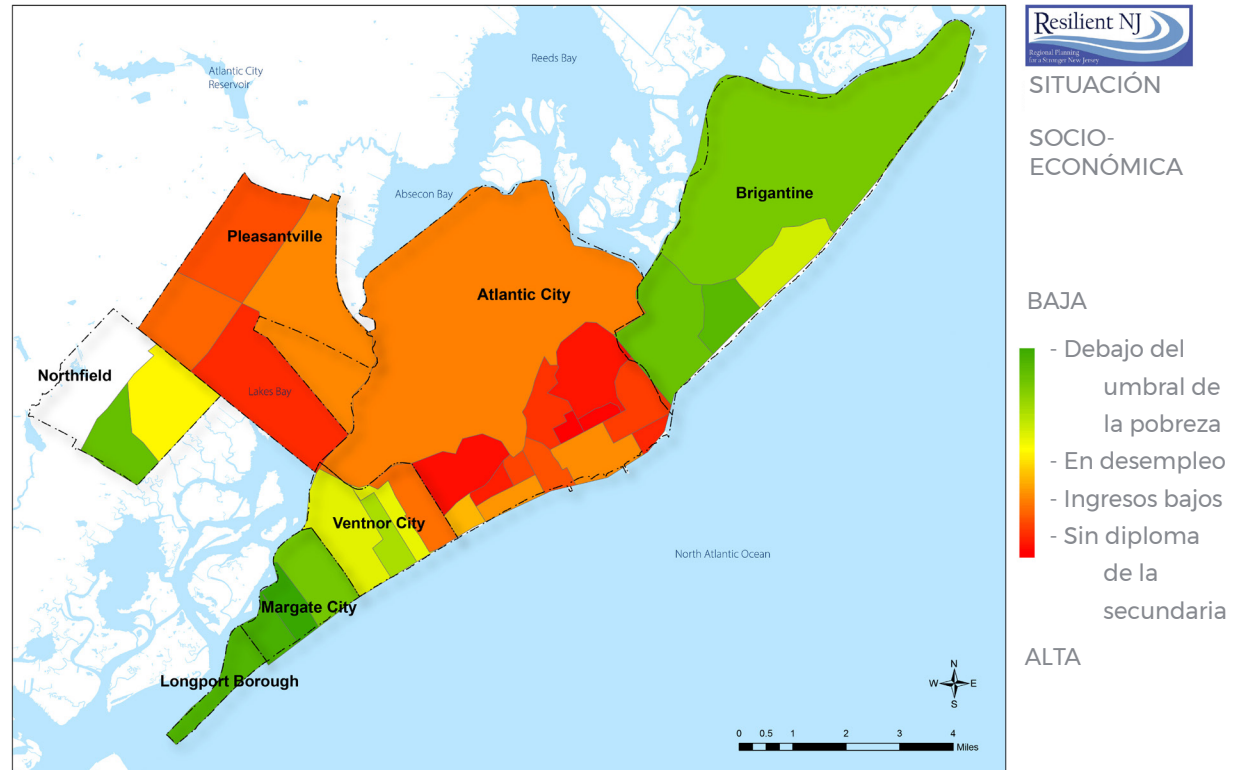 Resilient NJ
Regional Planning
for a Stronger New Jersey
SITUACIÓN
SOCIO-
ECONÓMICA
BAJA
- Debajo del
umbral de
la pobreza
- En desempleo
- Ingresos bajos
- Sin diploma
de la
secundaria
ALTA
Reeds Bay
Atlantic City
Reservoir
Absecon Bay
Brigantine
Pleasantville
Atlantic City
Northfield
Lakes Bay
Ventnor City
North Atlantic Ocean
Margate City
Longport Borough
N
W E
S
0 0.5 1 2 3 4
Miles